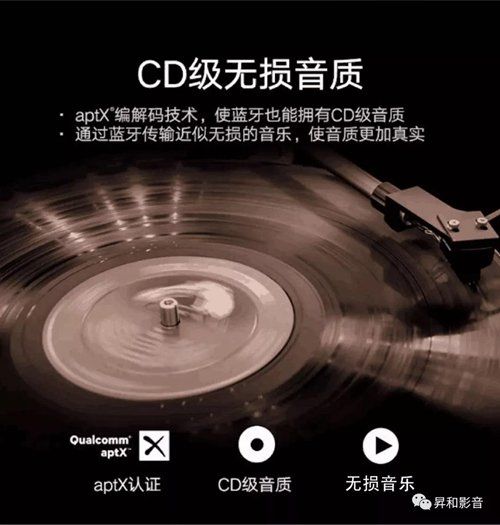 CD级无损音质
· aptX®编解码技术，使蓝牙也能拥有CD级音质
· 通过蓝牙传输近似无损的音乐，使音质更加真实
Qualcomm®
aptX™
aptX认证
CD级音质
无损音乐
昇和影音